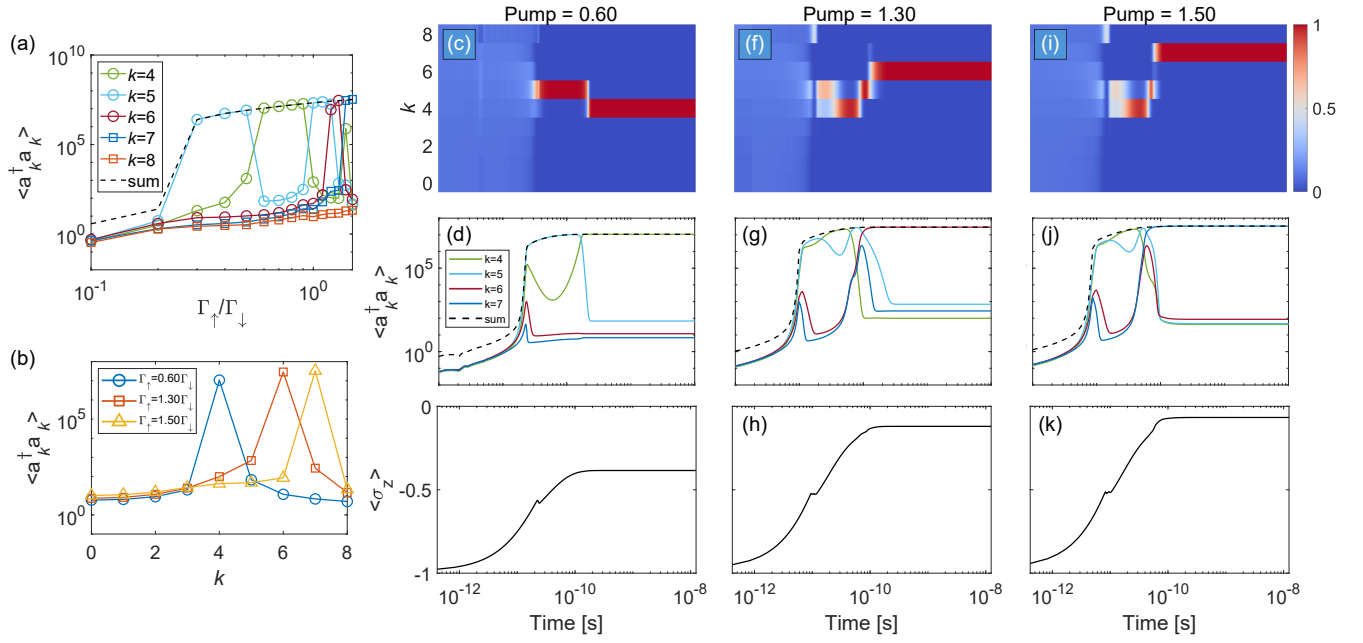 Pump = 0.60
Pump = 1.30
Pump = 1.50
(a)
10^10
10^5
10^0
<a†_k a_k>
k=4
k=5
k=6
k=7
k=8
sum
10^-1
10^0
Γ↑/Γ↓
(b)
10^5
10^0
<a†_k a_k>
Γ↑=0.60Γ↓
Γ↑=1.30Γ↓
Γ↑=1.50Γ↓
0
2
4
6
8
k
(c)
8
6
4
2
0
k
(f)
(i)
1
0.5
0
(d)
10^5
10^0
<a†_k a_k>
k=4
k=5
k=6
k=7
sum
(g)
(j)
0
-0.5
-1
<σ_z>
(h)
(k)
10^-12
10^-10
10^-8
Time [s]
10^-12
10^-10
10^-8
Time [s]
10^-12
10^-10
10^-8
Time [s]